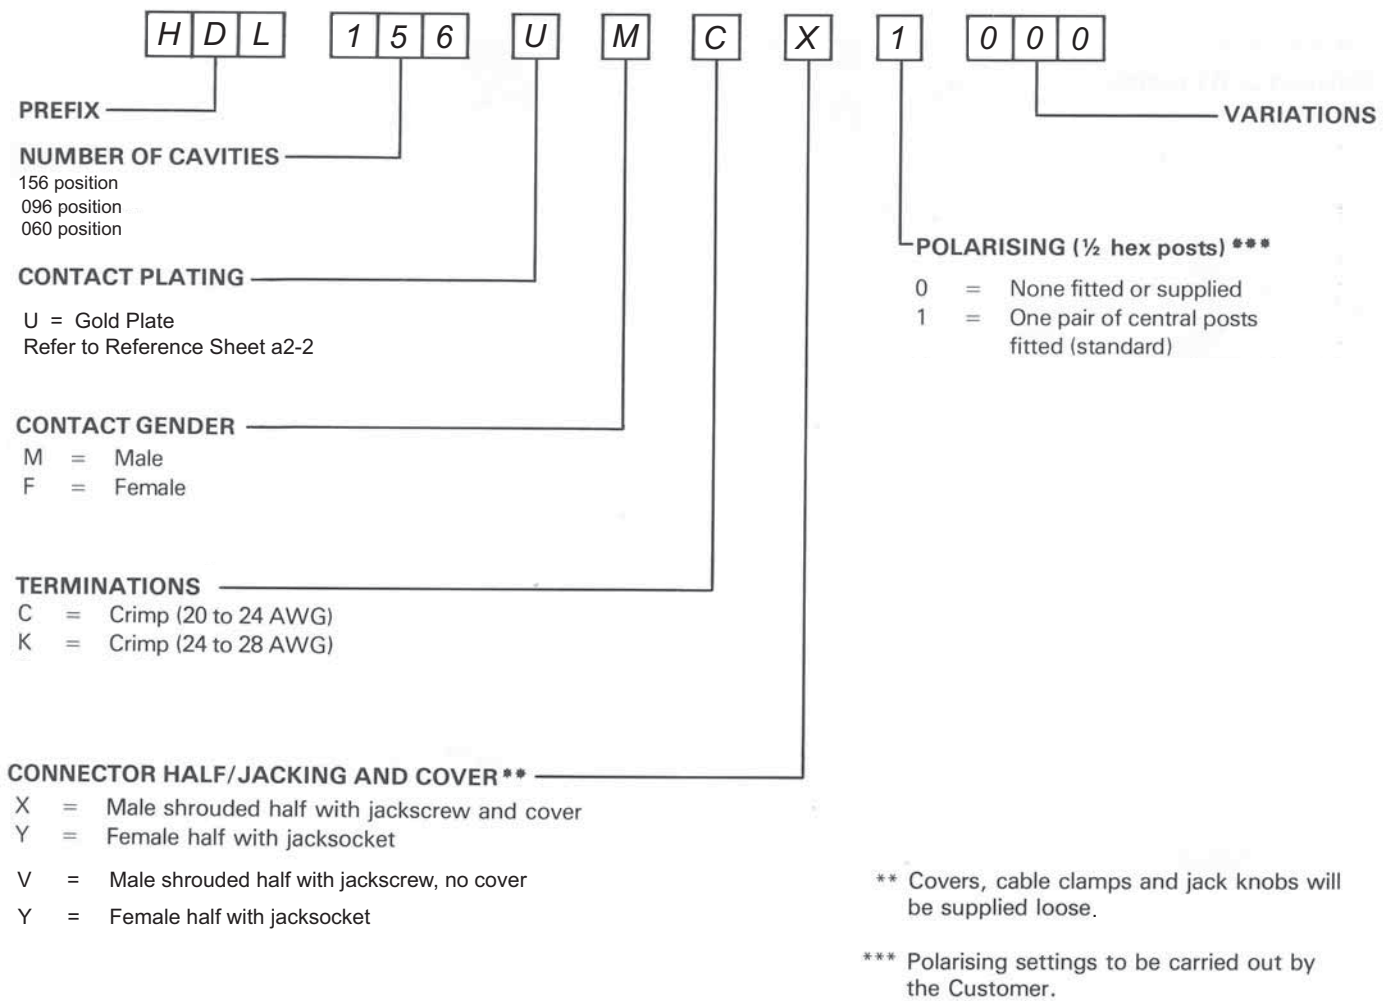 H D L 1 5 6 U M C X 1 0 0 0
PREFIX
VARIATIONS
NUMBER OF CAVITIES
156 position
096 position
060 position
CONTACT PLATING
U = Gold Plate
Refer to Reference Sheet a2-2
POLARISING (½ hex posts) ***
0 = None fitted or supplied
1 = One pair of central posts
fitted (standard)
CONTACT GENDER
M = Male
F = Female
TERMINATIONS
C = Crimp (20 to 24 AWG)
K = Crimp (24 to 28 AWG)
CONNECTOR HALF/JACKING AND COVER **
X = Male shrouded half with jackscrew and cover
Y = Female half with jacksocket
V = Male shrouded half with jackscrew, no cover
Y = Female half with jacksocket
** Covers, cable clamps and jack knobs will
be supplied loose.
*** Polarising settings to be carried out by
the Customer.